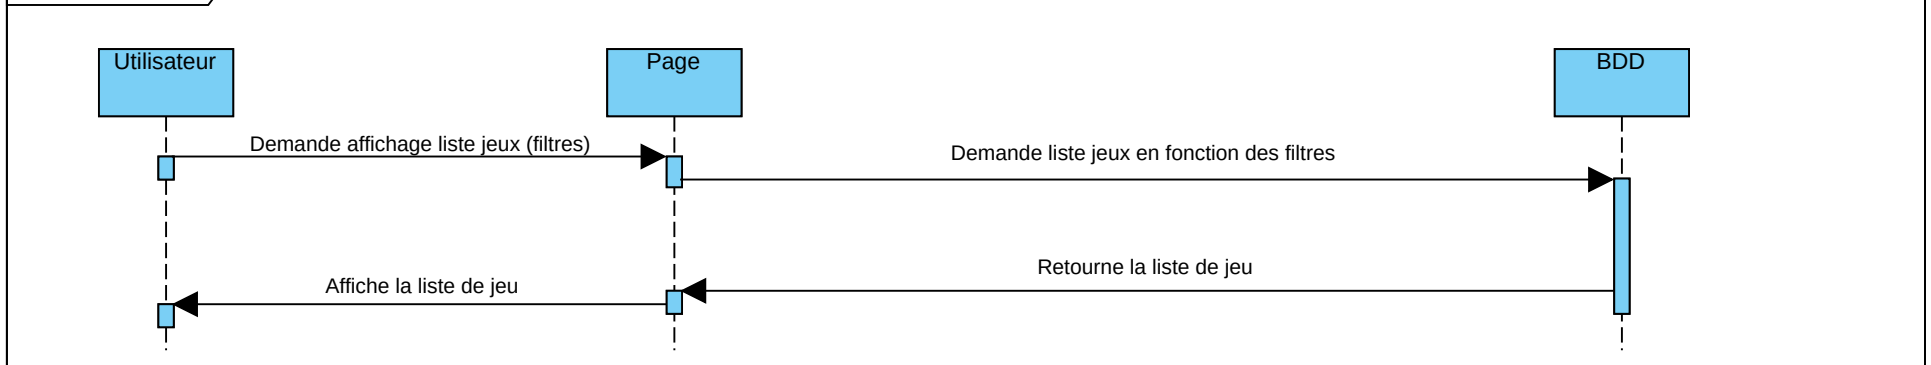 Utilisateur
Page
BDD
Demande affichage liste jeux (filtres)
Demande liste jeux en fonction des filtres
Retourne la liste de jeu
Affiche la liste de jeu